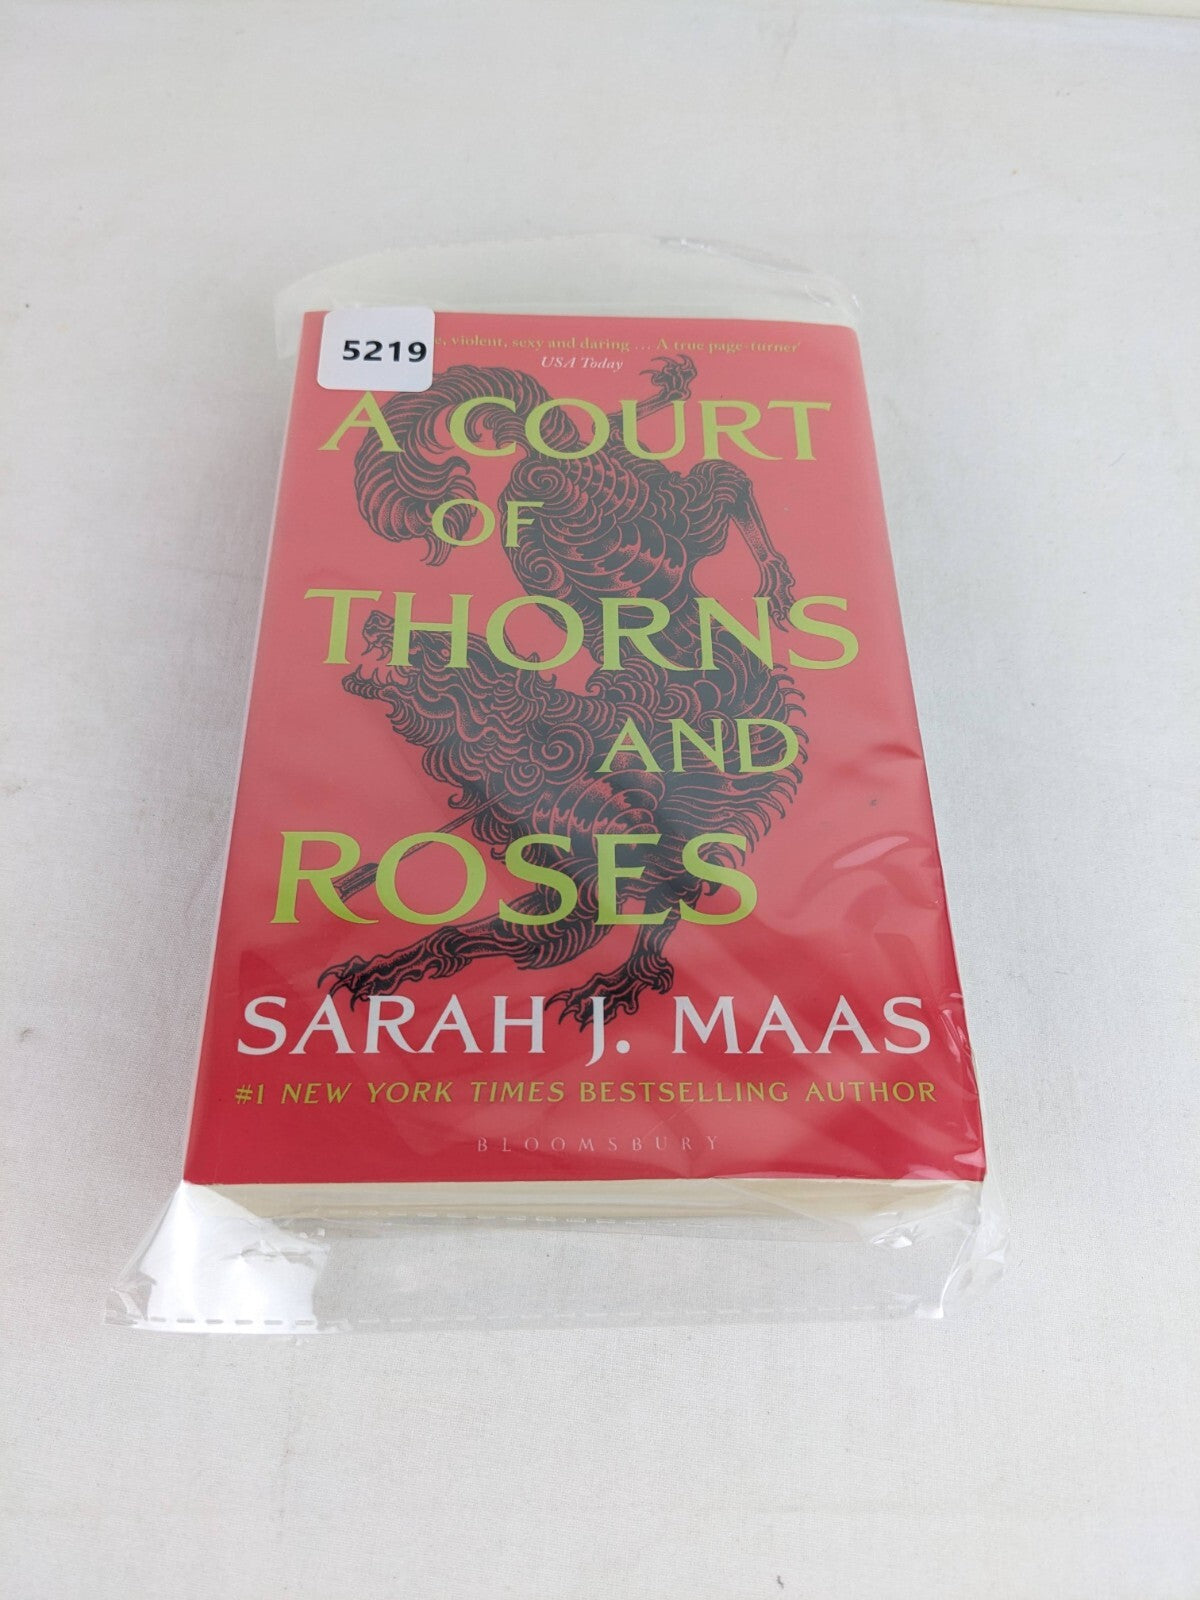 5219
violent, sexy and daring ... A true page-turner'
USA Today
A COURT
OF
THORNS
AND
ROSES
SARAH J. MAAS
#1 NEW YORK TIMES BESTSELLING AUTHOR
BLOOMSBURY